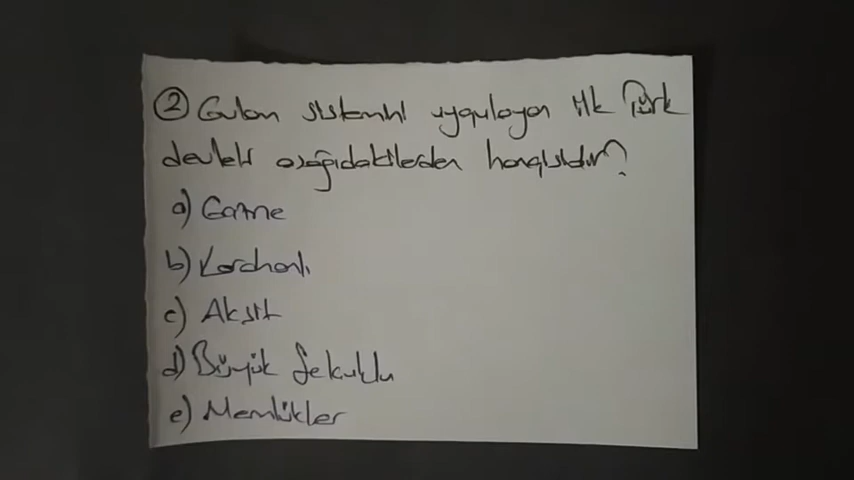 ② Gulam sistemini uygulayan ilk Türk
devleti aşağıdakilerden hangisidir?
a) Gazne
b) Karahanlı
c) Akşit
d) Büyük Selçuklu
e) Memlükler